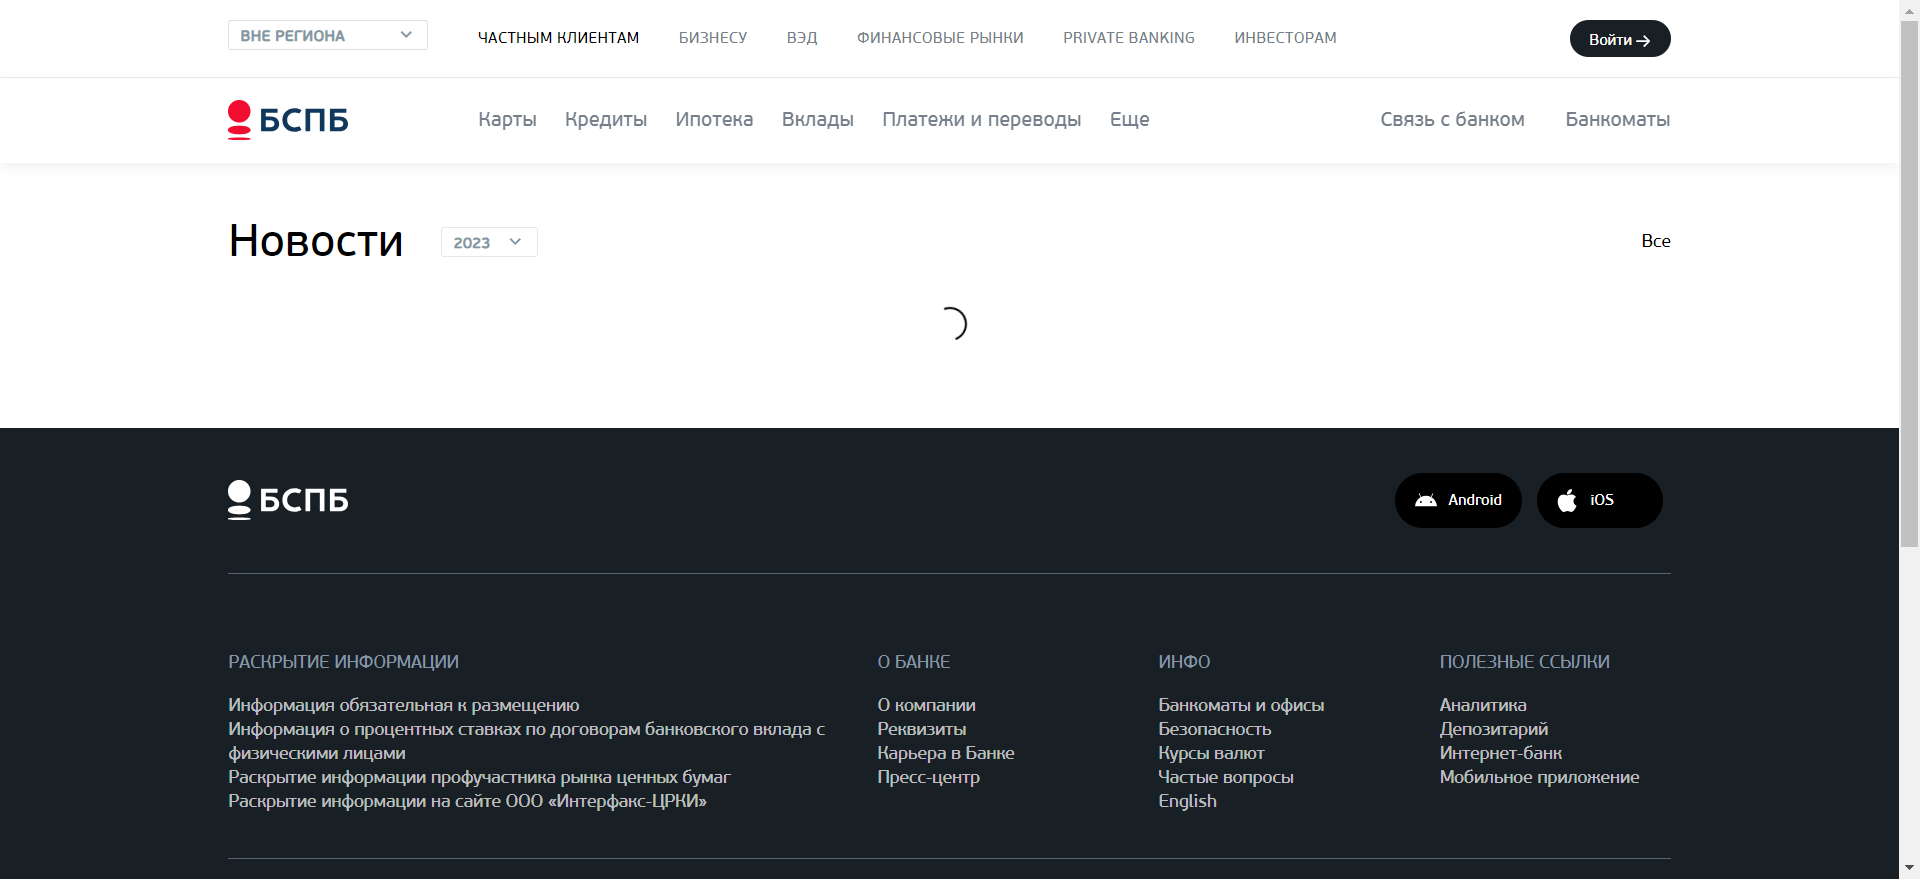 ВНЕ РЕГИОНА
ЧАСТНЫМ КЛИЕНТАМ
БИЗНЕСУ
ВЭД
ФИНАНСОВЫЕ РЫНКИ
PRIVATE BANKING
ИНВЕСТОРАМ
Войти
БСПБ
Карты
Кредиты
Ипотека
Вклады
Платежи и переводы
Еще
Связь с банком
Банкоматы
Новости
2023
Все
БСПБ
Android
iOS
РАСКРЫТИЕ ИНФОРМАЦИИ
Информация обязательная к размещению
Информация о процентных ставках по договорам банковского вклада с
физическими лицами
Раскрытие информации профучастника рынка ценных бумаг
Раскрытие информации на сайте ООО «Интерфакс-ЦРКИ»
О БАНКЕ
О компании
Реквизиты
Карьера в Банке
Пресс-центр
ИНФО
Банкоматы и офисы
Безопасность
Курсы валют
Частые вопросы
English
ПОЛЕЗНЫЕ ССЫЛКИ
Аналитика
Депозитарий
Интернет-банк
Мобильное приложение